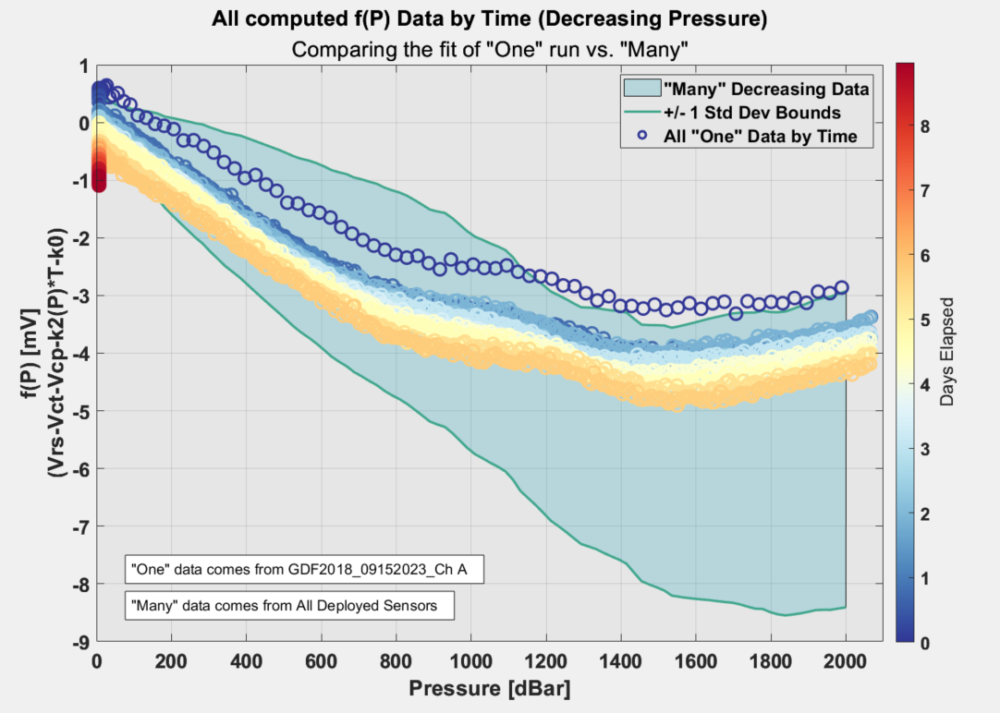 All computed f(P) Data by Time (Decreasing Pressure)
Comparing the fit of "One" run vs. "Many"
"Many" Decreasing Data
+/- 1 Std Dev Bounds
All "One" Data by Time
f(P) [mV]
(Vrs-Vct-Vcp-k2(P)*T-k0)
1
0
-1
-2
-3
-4
-5
-6
-7
-8
-9
"One" data comes from GDF2018_09152023_Ch A
"Many" data comes from All Deployed Sensors
0 200 400 600 800 1000 1200 1400 1600 1800 2000
Pressure [dBar]
8
7
6
5
4
3
2
1
0
Days Elapsed